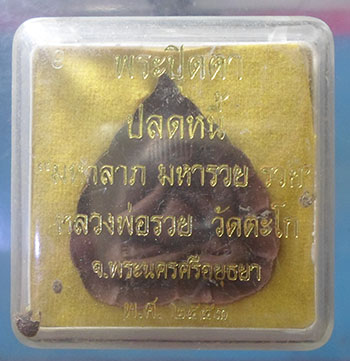 พระปิดตา
ปลดหนี้
มหาลาภ มหารวย รวย
หลวงพ่อรวย วัดตะโก
จ.พระนครศรีอยุธยา
พ.ศ. ๒๕๕๓